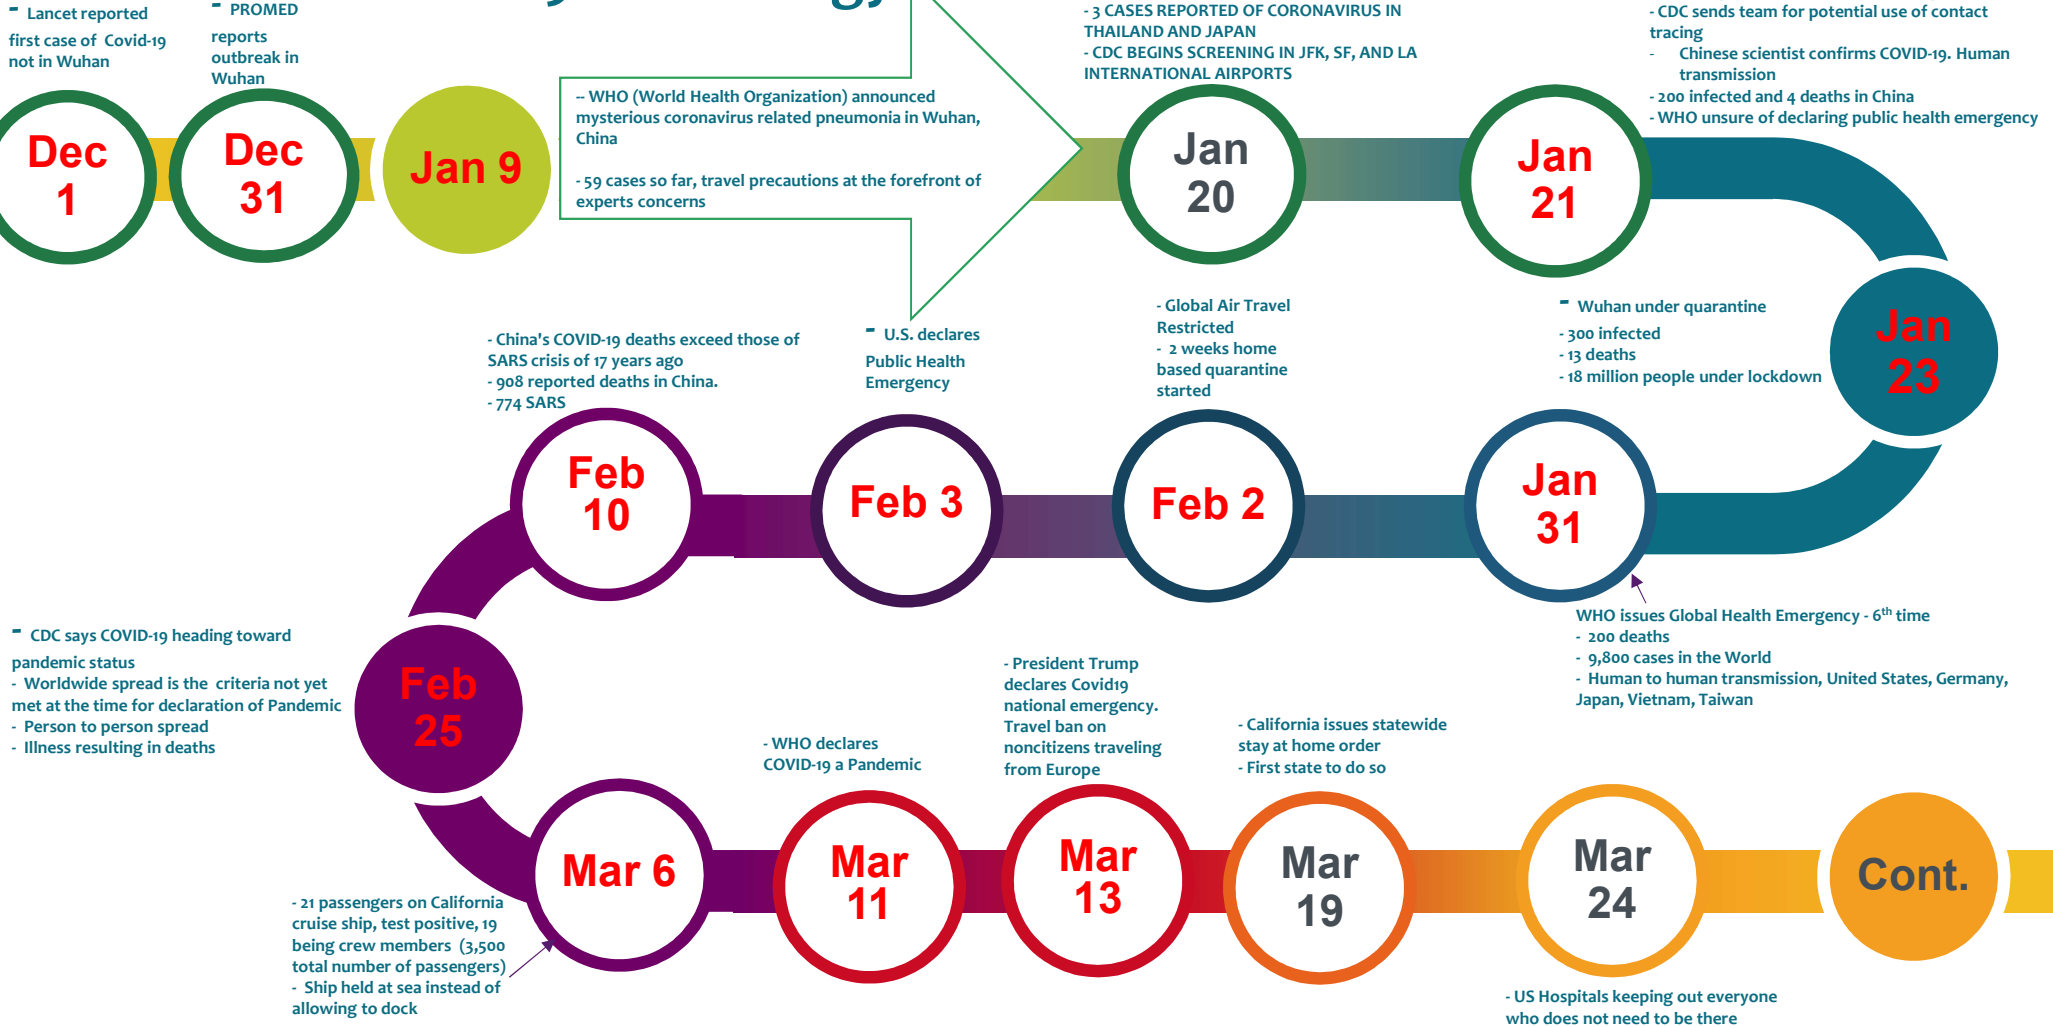 - Lancet reported
first case of Covid-19
not in Wuhan
- PROMED
reports
outbreak in
Wuhan
Dec
1
Dec
31
Jan 9
-- WHO (World Health Organization) announced
mysterious coronavirus related pneumonia in Wuhan,
China
- 59 cases so far, travel precautions at the forefront of
experts concerns
- 3 CASES REPORTED OF CORONAVIRUS IN
THAILAND AND JAPAN
- CDC BEGINS SCREENING IN JFK, SF, AND LA
INTERNATIONAL AIRPORTS
Jan
20
- CDC sends team for potential use of contact
tracing
- Chinese scientist confirms COVID-19. Human
transmission
- 200 infected and 4 deaths in China
- WHO unsure of declaring public health emergency
Jan
21
- Wuhan under quarantine
- 300 infected
- 13 deaths
- 18 million people under lockdown
Jan
23
Jan
31
WHO issues Global Health Emergency - 6th time
- 200 deaths
- 9,800 cases in the World
- Human to human transmission, United States, Germany,
Japan, Vietnam, Taiwan
- Global Air Travel
Restricted
- 2 weeks home
based quarantine
started
Feb 2
- U.S. declares
Public Health
Emergency
Feb 3
- China's COVID-19 deaths exceed those of
SARS crisis of 17 years ago
- 908 reported deaths in China.
- 774 SARS
Feb
10
- CDC says COVID-19 heading toward
pandemic status
- Worldwide spread is the criteria not yet
met at the time for declaration of Pandemic
- Person to person spread
- Illness resulting in deaths
Feb
25
Mar 6
- 21 passengers on California
cruise ship, test positive, 19
being crew members (3,500
total number of passengers)
- Ship held at sea instead of
allowing to dock
- WHO declares
COVID-19 a Pandemic
Mar
11
- President Trump
declares Covid19
national emergency.
Travel ban on
noncitizens traveling
from Europe
Mar
13
- California issues statewide
stay at home order
- First state to do so
Mar
19
Mar
24
- US Hospitals keeping out everyone
who does not need to be there
Cont.